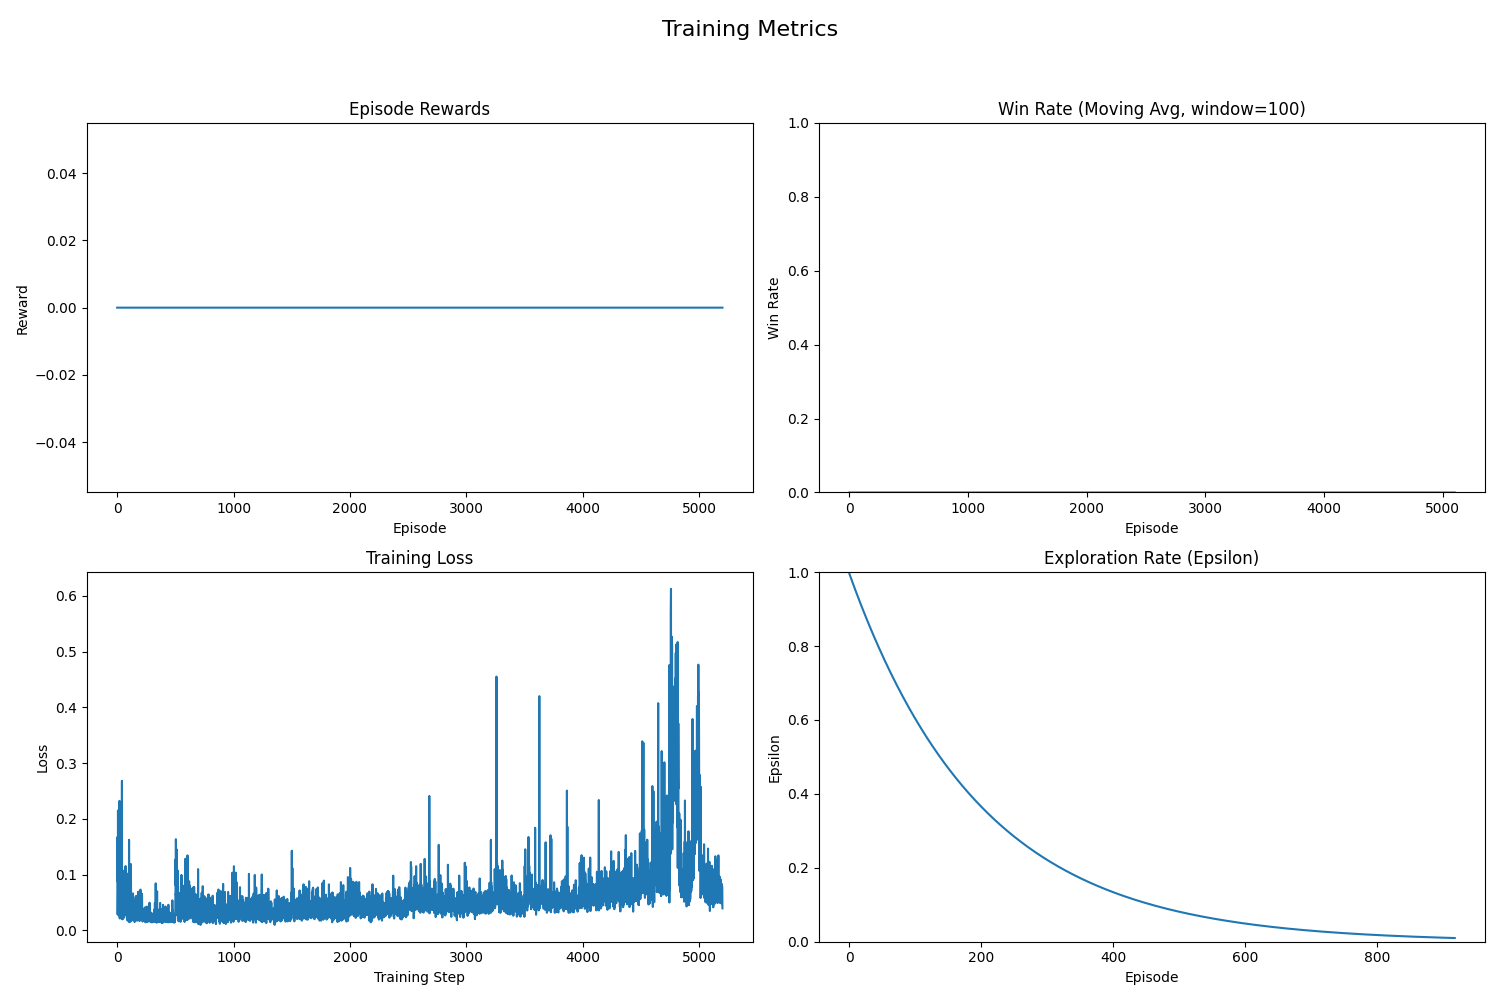 Training Metrics
Episode Rewards
0.04
0.02
0.00
−0.02
−0.04
Reward
0 1000 2000 3000 4000 5000
Episode
Win Rate (Moving Avg, window=100)
1.0
0.8
0.6
0.4
0.2
0.0
Win Rate
0 1000 2000 3000 4000 5000
Episode
Training Loss
0.6
0.5
0.4
0.3
0.2
0.1
0.0
Loss
0 1000 2000 3000 4000 5000
Training Step
Exploration Rate (Epsilon)
1.0
0.8
0.6
0.4
0.2
0.0
Epsilon
0 200 400 600 800
Episode